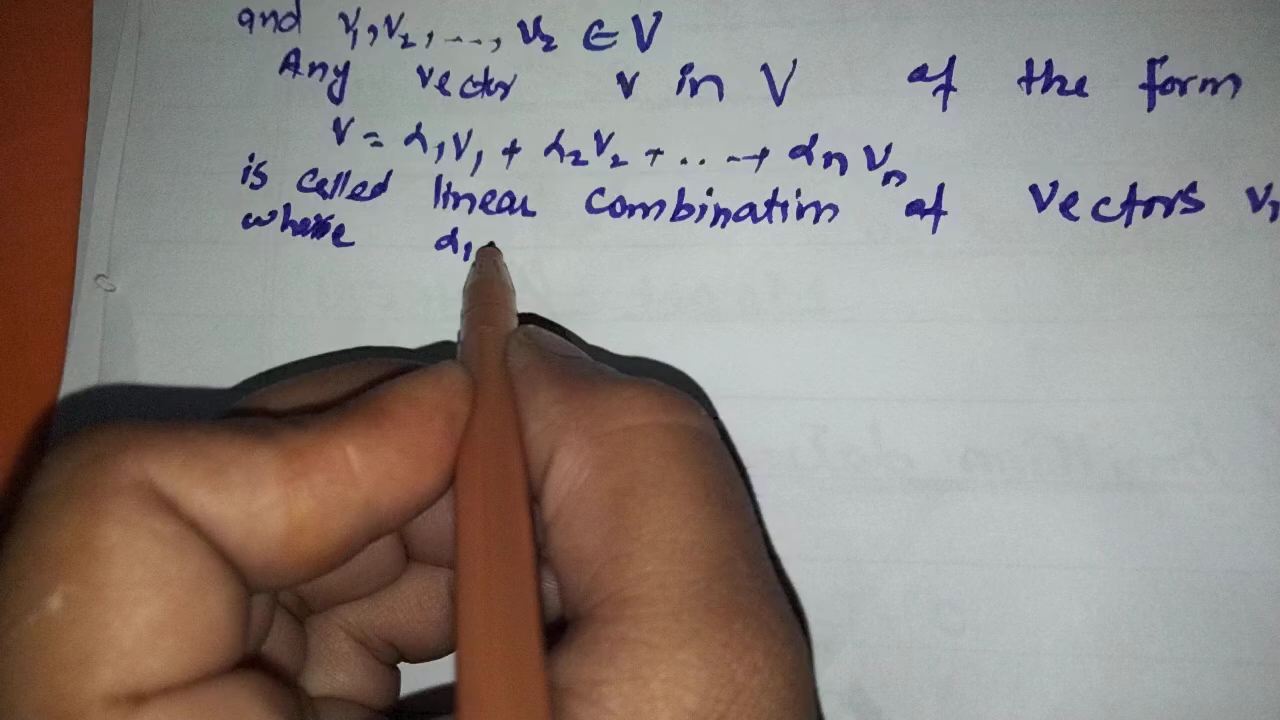 and v₁,v₂,...., v₂ ∈ V
Any vector v in V of the form
v = α₁v₁ + α₂v₂ + ... + αₙvₙ
is called linear combination of vectors v₁
where α₁